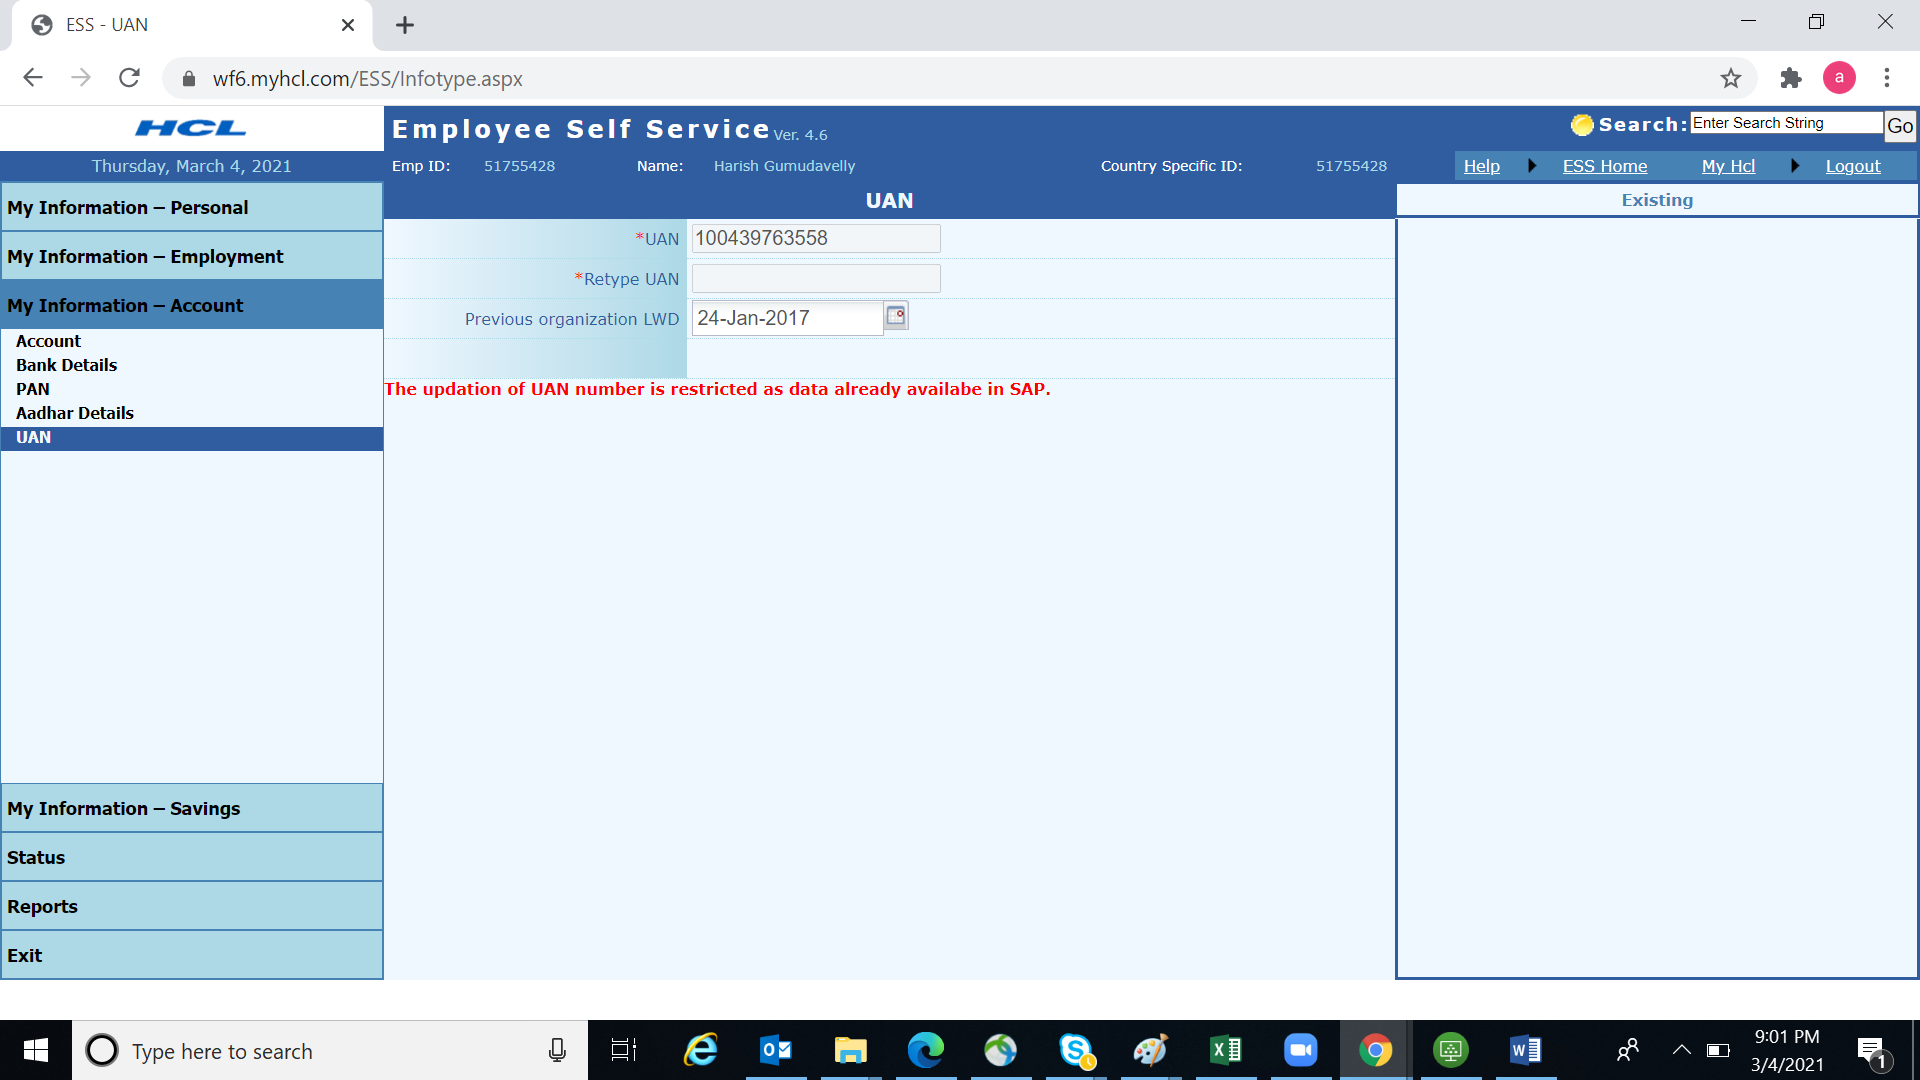 ESS - UAN
wf6.myhcl.com/ESS/Infotype.aspx
a
HCL
Employee Self Service Ver. 4.6
Search: Enter Search String Go
Thursday, March 4, 2021
Emp ID: 51755428 Name: Harish Gumudavelly Country Specific ID: 51755428
Help ESS Home My Hcl Logout
My Information – Personal
My Information – Employment
My Information – Account
Account
Bank Details
PAN
Aadhar Details
UAN
My Information – Savings
Status
Reports
Exit
UAN
*UAN 100439763558
*Retype UAN
Previous organization LWD 24-Jan-2017
The updation of UAN number is restricted as data already availabe in SAP.
Existing
Type here to search
9:01 PM
3/4/2021
1